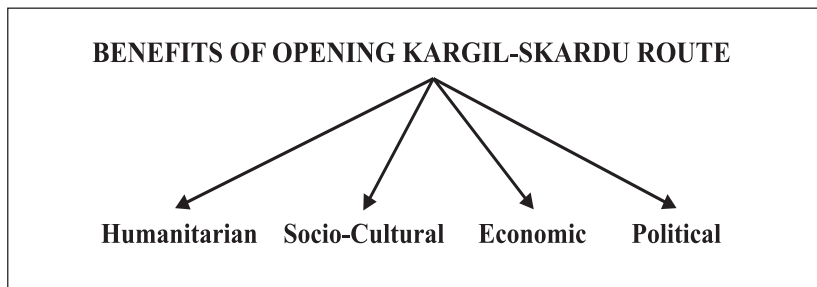 BENEFITS OF OPENING KARGIL-SKARDU ROUTE
Humanitarian Socio-Cultural Economic Political